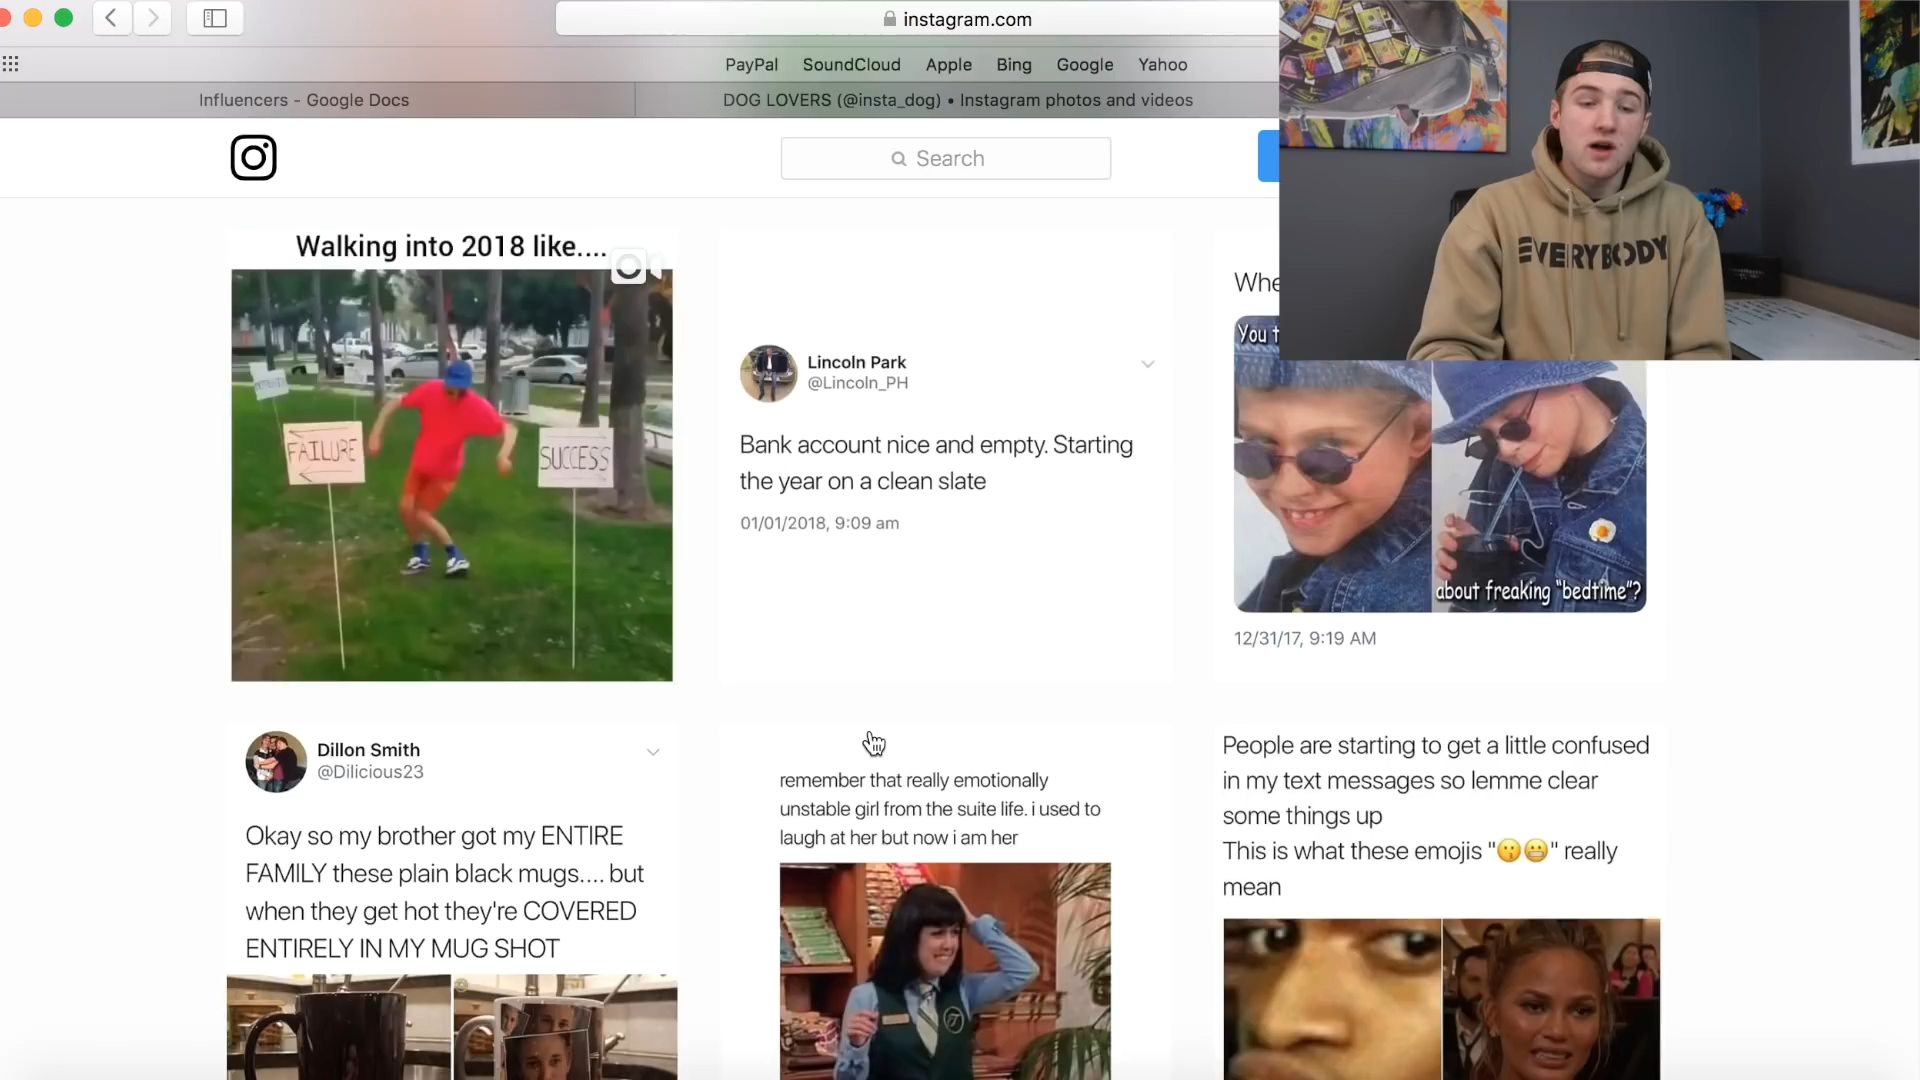 instagram.com
PayPal SoundCloud Apple Bing Google Yahoo
Influencers - Google Docs
DOG LOVERS (@insta_dog) • Instagram photos and videos
Search
EVERYBODY
Walking into 2018 like....
FAILURE
SUCCESS
Lincoln Park
@Lincoln_PH
Bank account nice and empty. Starting
the year on a clean slate
01/01/2018, 9:09 am
Whe
You t
about freaking "bedtime"?
12/31/17, 9:19 AM
Dillon Smith
@Dilicious23
Okay so my brother got my ENTIRE
FAMILY these plain black mugs.... but
when they get hot they're COVERED
ENTIRELY IN MY MUG SHOT
remember that really emotionally
unstable girl from the suite life. i used to
laugh at her but now i am her
People are starting to get a little confused
in my text messages so lemme clear
some things up
This is what these emojis "😗😬" really
mean